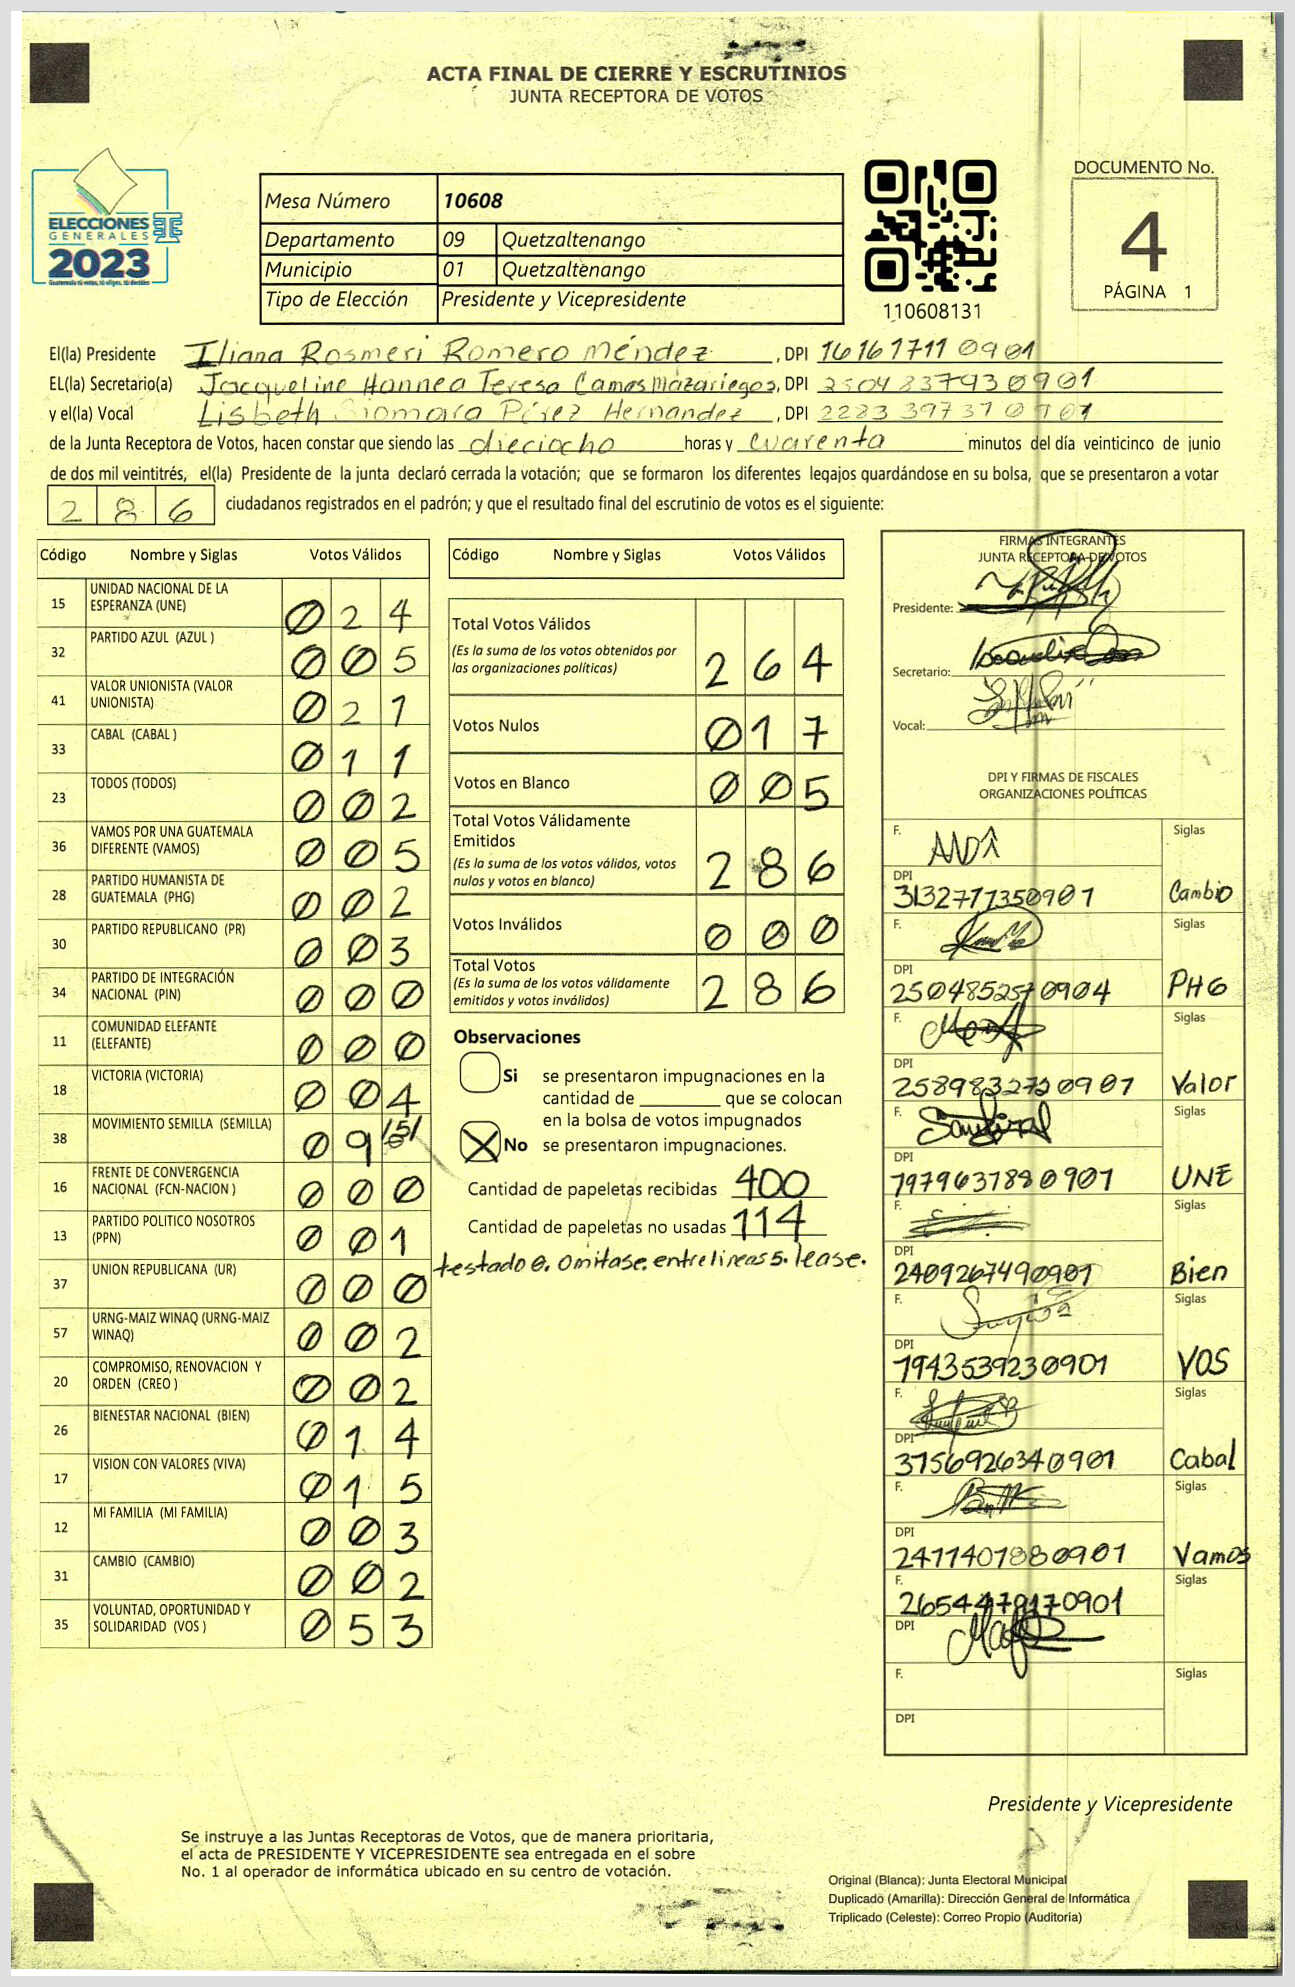 ACTA FINAL DE CIERRE Y ESCRUTINIOS
JUNTA RECEPTORA DE VOTOS
ELECCIONES
GENERALES
2023
Mesa Número 10608
Departamento 09 Quetzaltenango
Municipio 01 Quetzaltenango
Tipo de Elección Presidente y Vicepresidente
110608131
DOCUMENTO No.
4
PÁGINA 1
El(la) Presidente Iliana Rosmeri Romero Méndez, DPI 16161711 0901
EL(la) Secretario(a) Jacqueline Hannea Teresa Camas Mazariegos, DPI 2504837930901
y el(la) Vocal Lisbeth Siomara Pérez Hernandez, DPI 2223397370901
de la Junta Receptora de Votos, hacen constar que siendo las dieciocho horas y cuarenta minutos del día veinticinco de junio
de dos mil veintitrés, el(la) Presidente de la junta declaró cerrada la votación; que se formaron los diferentes legajos guardándose en su bolsa, que se presentaron a votar
286 ciudadanos registrados en el padrón; y que el resultado final del escrutinio de votos es el siguiente:
Código Nombre y Siglas Votos Válidos
15 UNIDAD NACIONAL DE LA ESPERANZA (UNE) 0 2 4
32 PARTIDO AZUL (AZUL ) 0 0 5
41 VALOR UNIONISTA (VALOR UNIONISTA) 0 2 1
33 CABAL (CABAL ) 0 1 1
23 TODOS (TODOS) 0 0 2
36 VAMOS POR UNA GUATEMALA DIFERENTE (VAMOS) 0 0 5
28 PARTIDO HUMANISTA DE GUATEMALA (PHG) 0 0 2
30 PARTIDO REPUBLICANO (PR) 0 0 3
34 PARTIDO DE INTEGRACIÓN NACIONAL (PIN) 0 0 0
11 COMUNIDAD ELEFANTE (ELEFANTE) 0 0 0
18 VICTORIA (VICTORIA) 0 0 4
38 MOVIMIENTO SEMILLA (SEMILLA) 0 9 /5/
16 FRENTE DE CONVERGENCIA NACIONAL (FCN-NACION ) 0 0 0
13 PARTIDO POLITICO NOSOTROS (PPN) 0 0 1
37 UNION REPUBLICANA (UR) 0 0 0
57 URNG-MAIZ WINAQ (URNG-MAIZ WINAQ) 0 0 2
20 COMPROMISO, RENOVACION Y ORDEN (CREO ) 0 0 2
26 BIENESTAR NACIONAL (BIEN) 0 1 4
17 VISION CON VALORES (VIVA) 0 1 5
12 MI FAMILIA (MI FAMILIA) 0 0 3
31 CAMBIO (CAMBIO) 0 0 2
35 VOLUNTAD, OPORTUNIDAD Y SOLIDARIDAD (VOS ) 0 5 3
Código Nombre y Siglas Votos Válidos
Total Votos Válidos 2 6 4
(Es la suma de los votos obtenidos por
las organizaciones políticas)
Votos Nulos 0 1 7
Votos en Blanco 0 0 5
Total Votos Válidamente
Emitidos 2 8 6
(Es la suma de los votos válidos, votos
nulos y votos en blanco)
Votos Inválidos 0 0 0
Total Votos 2 8 6
(Es la suma de los votos válidamente
emitidos y votos inválidos)
Observaciones
Si se presentaron impugnaciones en la
cantidad de ________ que se colocan
en la bolsa de votos impugnados
No se presentaron impugnaciones.
Cantidad de papeletas recibidas 400
Cantidad de papeletas no usadas 114
testado 0. omitase. entrelineas 5. lease.
FIRMAS INTEGRANTES
JUNTA RECEPTORA DE VOTOS
Presidente:
Secretario:
Vocal:
DPI Y FIRMAS DE FISCALES
ORGANIZACIONES POLÍTICAS
F. Siglas
DPI
3132771350901 Cambio
F. Siglas
DPI
2504852570904 PHG
F. Siglas
DPI
2589832720901 Valor
F. Siglas
DPI
1979637880901 UNE
F. Siglas
DPI
2409267490901 Bien
F. Siglas
DPI
1943539230901 VOS
F. Siglas
DPI
3756926340901 Cabal
F. Siglas
DPI
2411401880901 Vamos
F. Siglas
2654479170901
DPI
F. Siglas
DPI
Presidente y Vicepresidente
Se instruye a las Juntas Receptoras de Votos, que de manera prioritaria,
el acta de PRESIDENTE Y VICEPRESIDENTE sea entregada en el sobre
No. 1 al operador de informática ubicado en su centro de votación.
Original (Blanca): Junta Electoral Municipal
Duplicado (Amarilla): Dirección General de Informática
Triplicado (Celeste): Correo Propio (Auditoria)